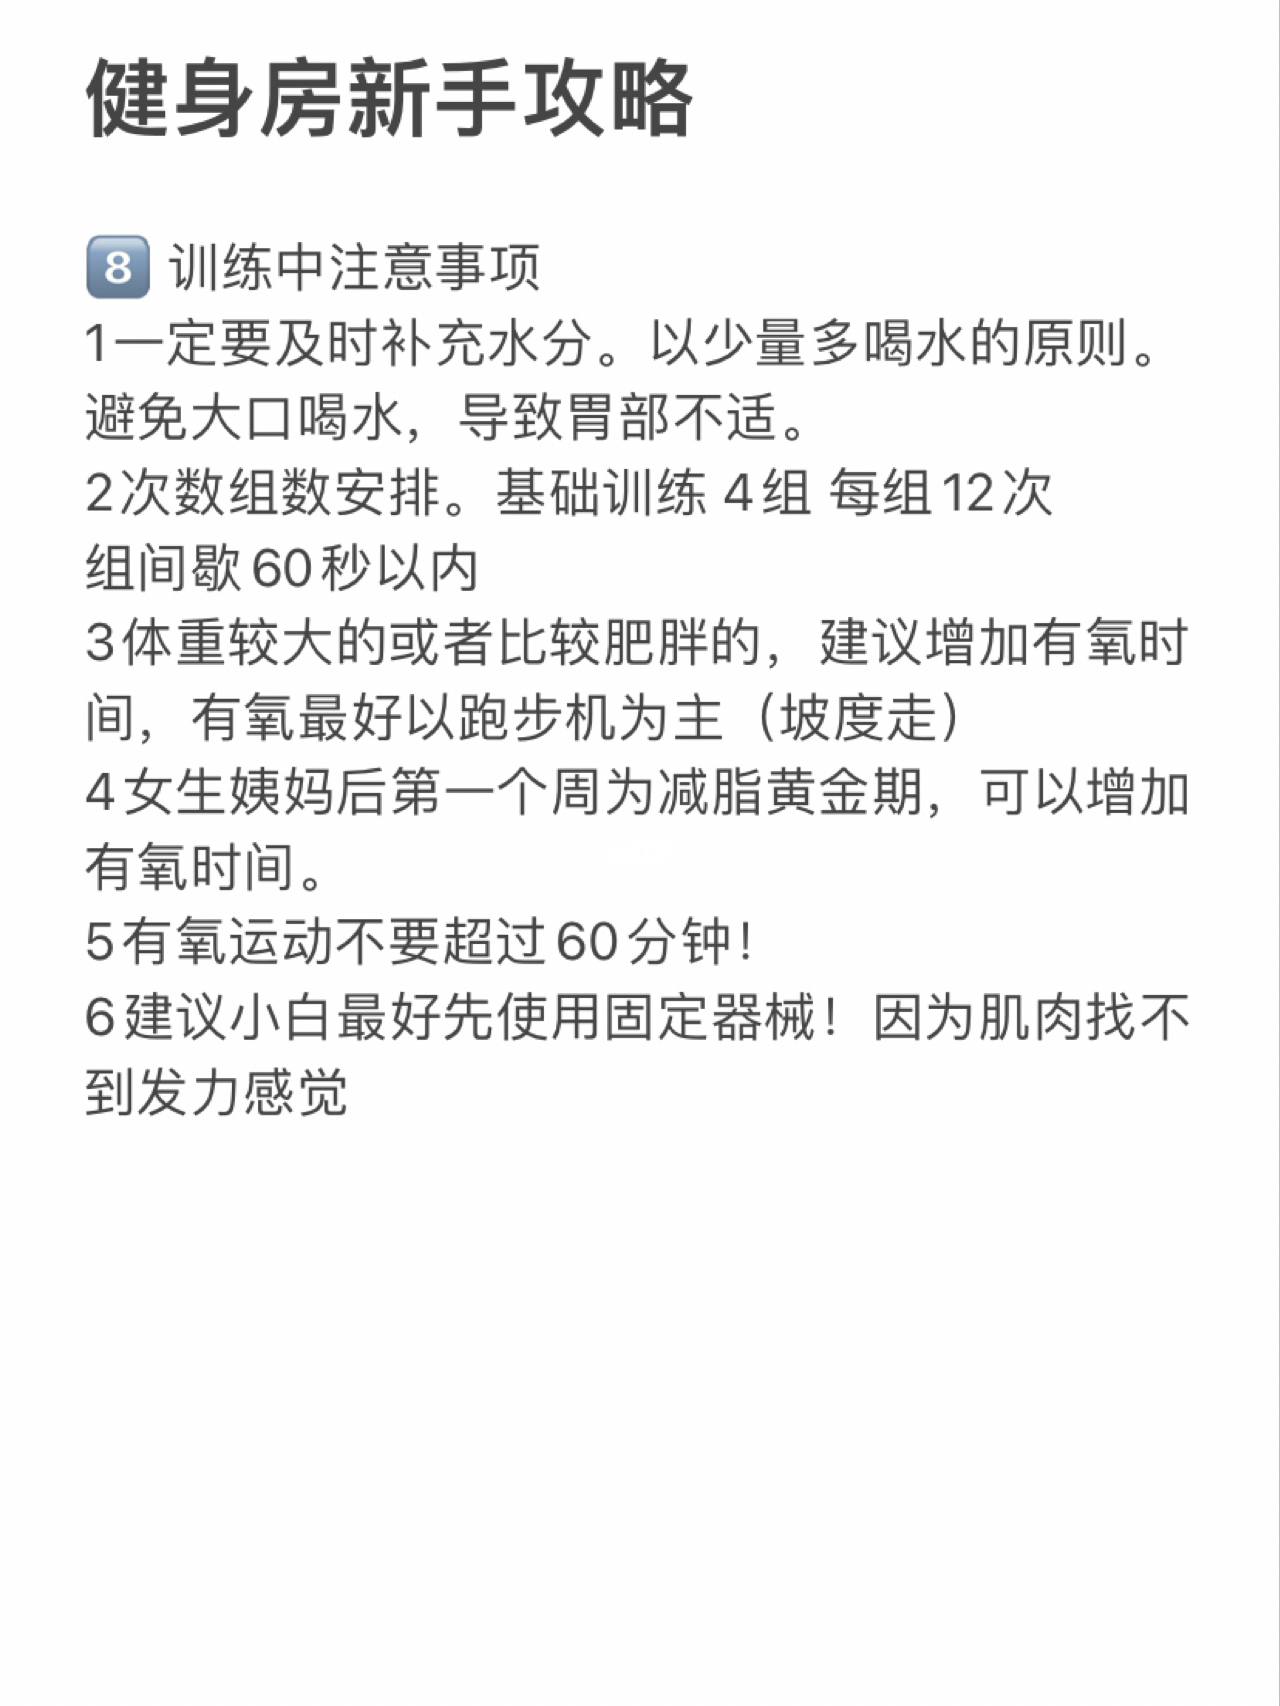 健身房新手攻略
8 训练中注意事项
1一定要及时补充水分。以少量多喝水的原则。
避免大口喝水，导致胃部不适。
2次数组数安排。基础训练 4组 每组12次
组间歇60秒以内
3体重较大的或者比较肥胖的，建议增加有氧时
间，有氧最好以跑步机为主（坡度走）
4女生姨妈后第一个周为减脂黄金期，可以增加
有氧时间。
5有氧运动不要超过60分钟！
6建议小白最好先使用固定器械！因为肌肉找不
到发力感觉